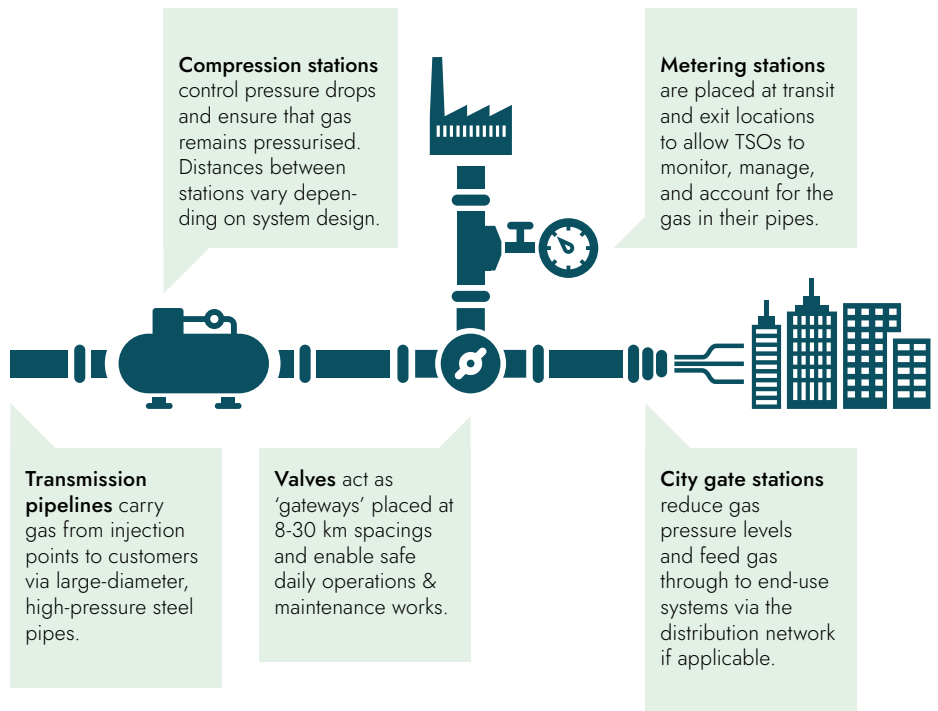 Compression stations
control pressure drops
and ensure that gas
remains pressurised.
Distances between
stations vary depen-
ding on system design.
Metering stations
are placed at transit
and exit locations
to allow TSOs to
monitor, manage,
and account for the
gas in their pipes.
Transmission
pipelines carry
gas from injection
points to customers
via large-diameter,
high-pressure steel
pipes.
Valves act as
‘gateways’ placed at
8-30 km spacings
and enable safe
daily operations &
maintenance works.
City gate stations
reduce gas
pressure levels
and feed gas
through to end-use
systems via the
distribution network
if applicable.